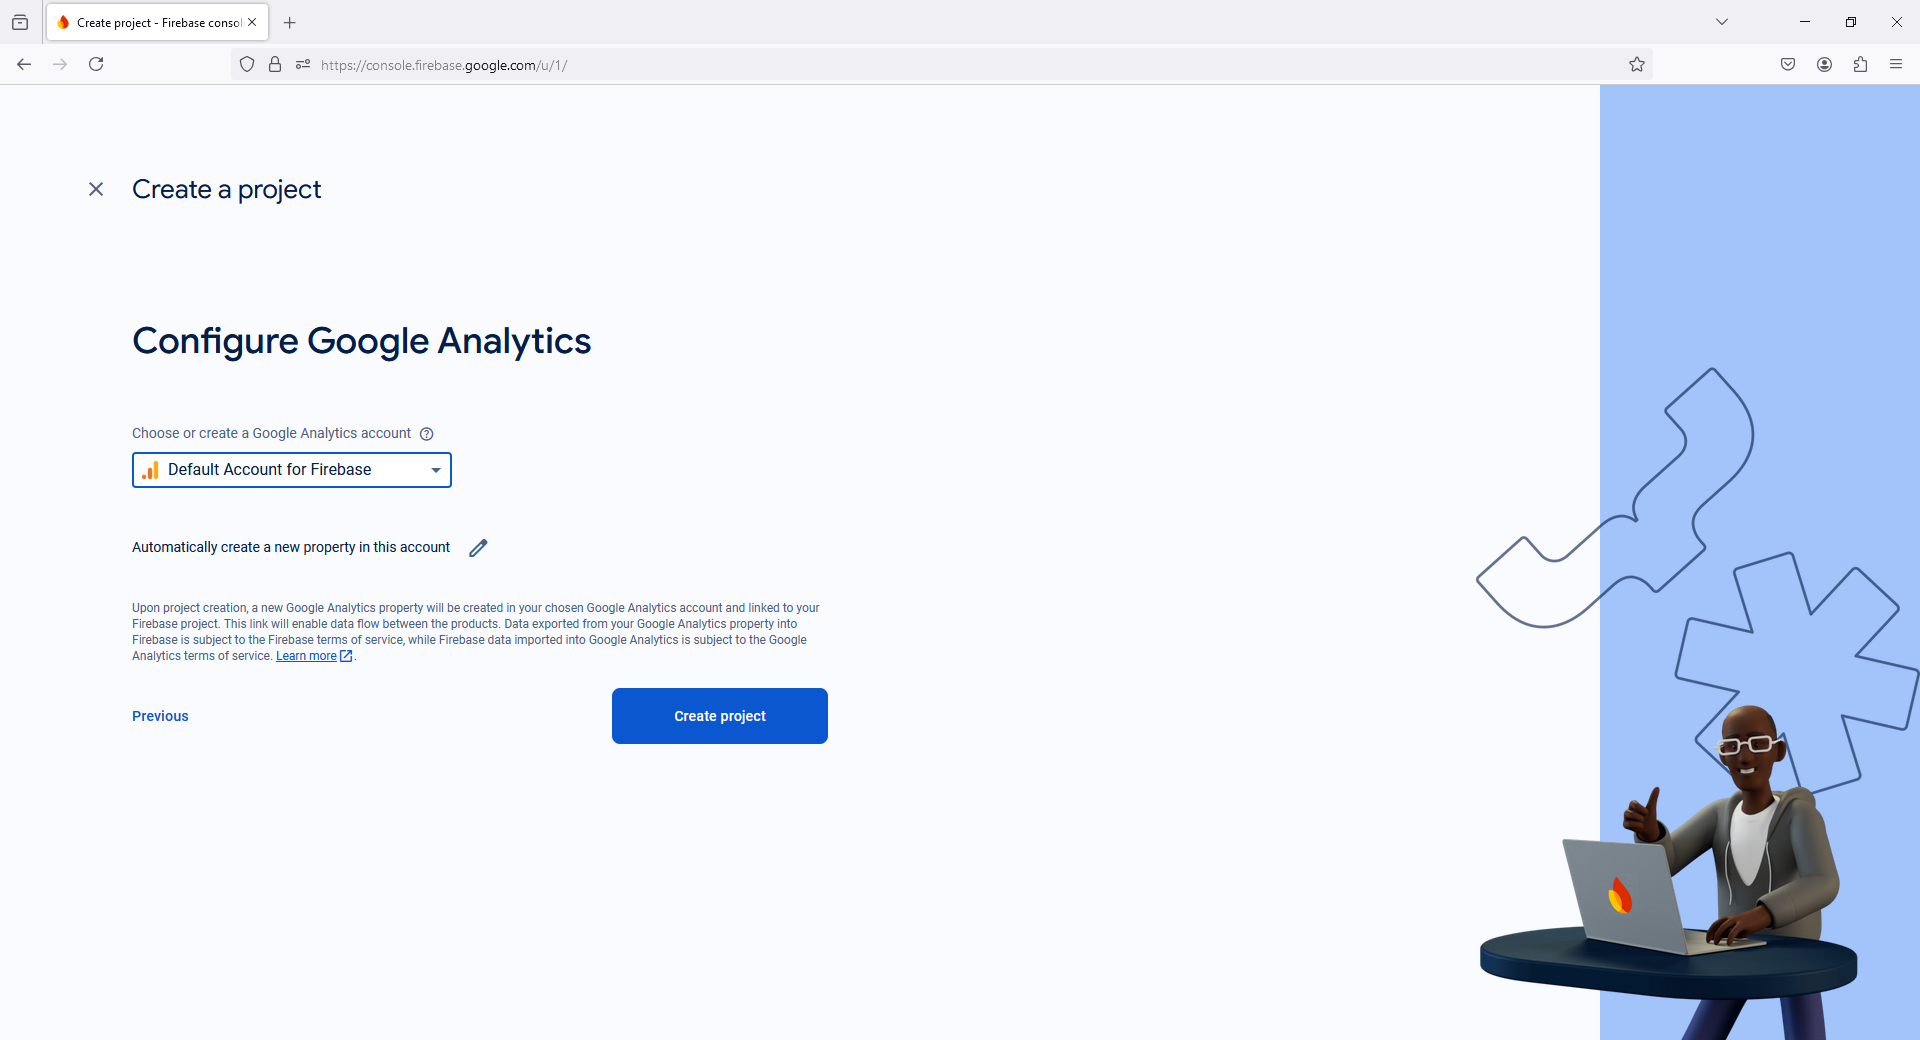 Create project - Firebase consol
https://console.firebase.google.com/u/1/
Create a project
Configure Google Analytics
Choose or create a Google Analytics account
Default Account for Firebase
Automatically create a new property in this account
Upon project creation, a new Google Analytics property will be created in your chosen Google Analytics account and linked to your
Firebase project. This link will enable data flow between the products. Data exported from your Google Analytics property into
Firebase is subject to the Firebase terms of service, while Firebase data imported into Google Analytics is subject to the Google
Analytics terms of service. Learn more .
Previous
Create project